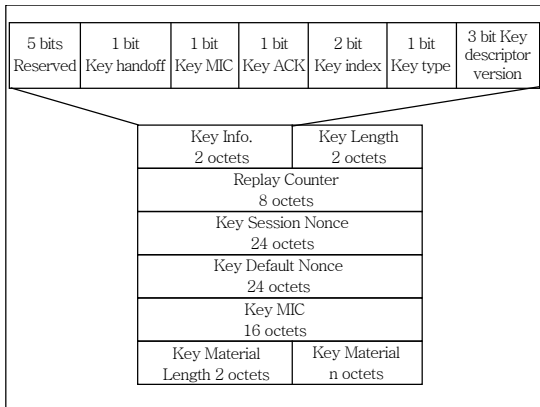 5 bits
Reserved
1 bit
Key handoff
1 bit
Key MIC
1 bit
Key ACK
2 bit
Key index
1 bit
Key type
3 bit Key
descriptor
version
Key Info.
2 octets
Key Length
2 octets
Replay Counter
8 octets
Key Session Nonce
24 octets
Key Default Nonce
24 octets
Key MIC
16 octets
Key Material
Length 2 octets
Key Material
n octets